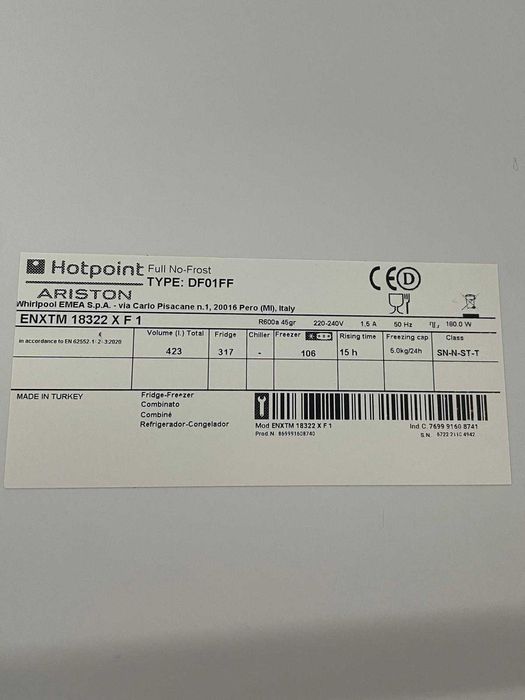 Hotpoint Full No-Frost
ARISTON TYPE: DF01FF
CE D
Whirlpool EMEA S.p.A. - via Carlo Pisacane n.1, 20016 Pero (MI), Italy
ENXTM 18322 X F 1 R600a 45gr 220-240V 1,5 A 50 Hz 180.0 W
in accordance to EN 62552-1-2-3:2020
Volume (l.) Total Fridge Chiller Freezer Rising time Freezing cap Class
423 317 - 106 15 h 5.0kg/24h SN-N-ST-T
MADE IN TURKEY
Fridge-Freezer
Combinato
Combiné
Refrigerador-Congelador
Mod ENXTM 18322 X F 1 Ind C. 7699 9160 8741
Prod.N. 869991608740 S.N.